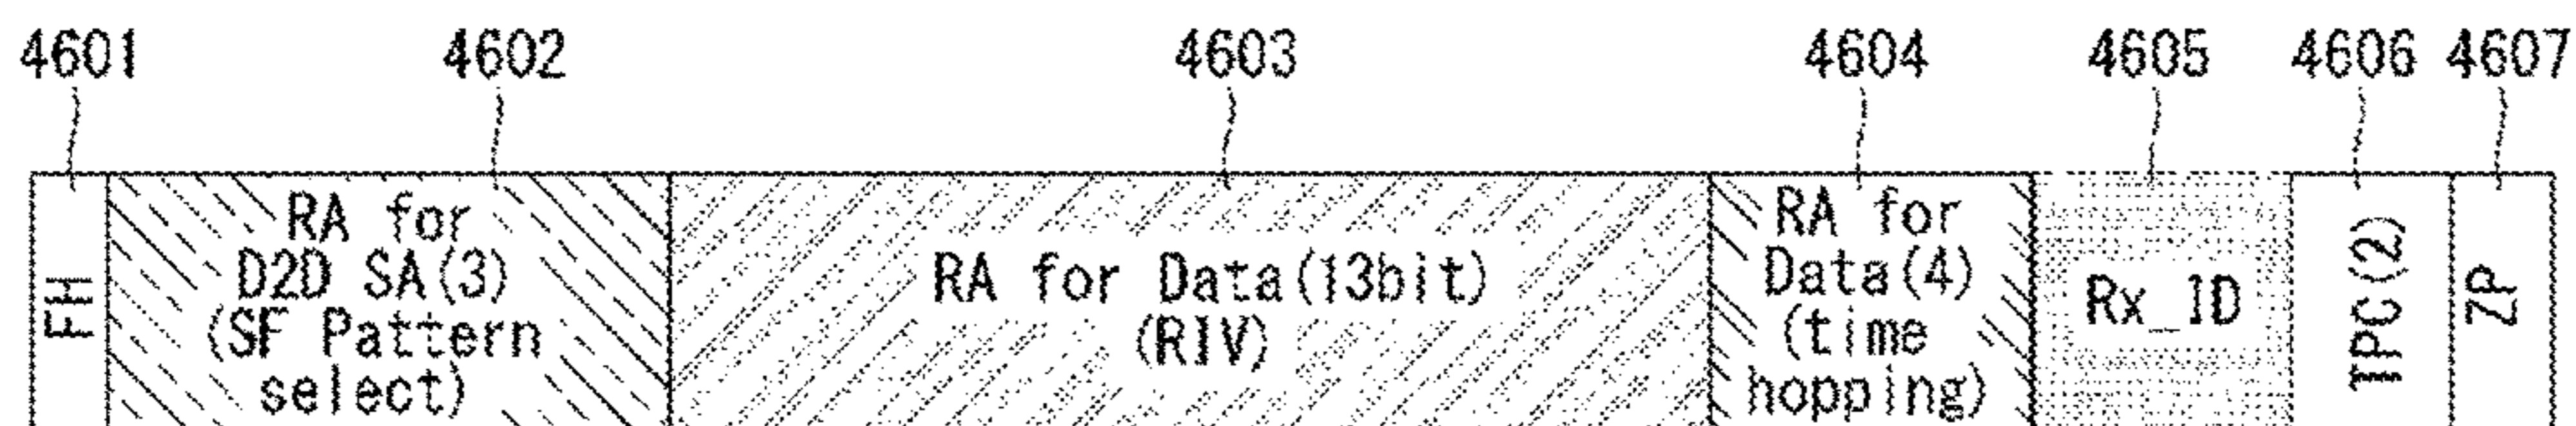 4601 4602 4603 4604 4605 4606 4607
FH
RA for
D2D SA(3)
(SF Pattern
select)
RA for Data(13bit)
(RIV)
RA for
Data(4)
(time
hopping)
Rx_ID
TPC(2)
ZP